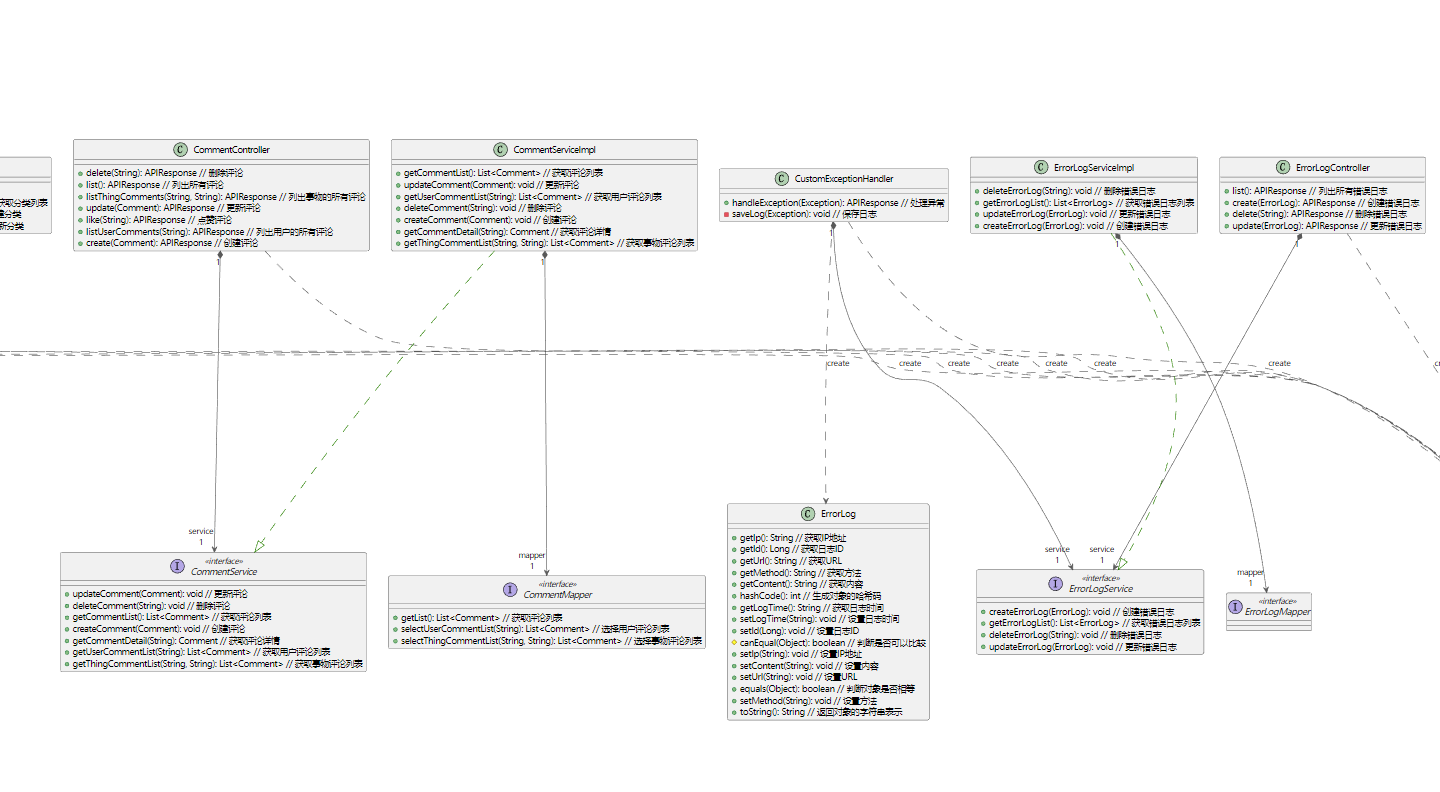 获取分类列表
建分类
新分类
C CommentController
delete(String): APIResponse // 删除评论
list(): APIResponse // 列出所有评论
listThingComments(String, String): APIResponse // 列出事物的所有评论
update(Comment): APIResponse // 更新评论
like(String): APIResponse // 点赞评论
listUserComments(String): APIResponse // 列出用户的所有评论
create(Comment): APIResponse // 创建评论
1
C CommentServiceImpl
getCommentList(): List<Comment> // 获取评论列表
updateComment(Comment): void // 更新评论
getUserCommentList(String): List<Comment> // 获取用户评论列表
deleteComment(String): void // 删除评论
createComment(Comment): void // 创建评论
getCommentDetail(String): Comment // 获取评论详情
getThingCommentList(String, String): List<Comment> // 获取事物评论列表
1
C CustomExceptionHandler
handleException(Exception): APIResponse // 处理异常
saveLog(Exception): void // 保存日志
1
C ErrorLogServiceImpl
deleteErrorLog(String): void // 删除错误日志
getErrorLogList(): List<ErrorLog> // 获取错误日志列表
updateErrorLog(ErrorLog): void // 更新错误日志
createErrorLog(ErrorLog): void // 创建错误日志
1
C ErrorLogController
list(): APIResponse // 列出所有错误日志
create(ErrorLog): APIResponse // 创建错误日志
delete(String): APIResponse // 删除错误日志
update(ErrorLog): APIResponse // 更新错误日志
1
create
create
create
create
create
create
create
service
1
I «interface»
CommentService
updateComment(Comment): void // 更新评论
deleteComment(String): void // 删除评论
getCommentList(): List<Comment> // 获取评论列表
createComment(Comment): void // 创建评论
getCommentDetail(String): Comment // 获取评论详情
getUserCommentList(String): List<Comment> // 获取用户评论列表
getThingCommentList(String, String): List<Comment> // 获取事物评论列表
mapper
1
I «interface»
CommentMapper
getList(): List<Comment> // 获取评论列表
selectUserCommentList(String): List<Comment> // 选择用户评论列表
selectThingCommentList(String, String): List<Comment> // 选择事物评论列表
C ErrorLog
getIp(): String // 获取IP地址
getId(): Long // 获取日志ID
getUrl(): String // 获取URL
getMethod(): String // 获取方法
getContent(): String // 获取内容
hashCode(): int // 生成对象的哈希码
getLogTime(): String // 获取日志时间
setLogTime(String): void // 设置日志时间
setId(Long): void // 设置日志ID
canEqual(Object): boolean // 判断是否可以比较
setIp(String): void // 设置IP地址
setContent(String): void // 设置内容
setUrl(String): void // 设置URL
equals(Object): boolean // 判断对象是否相等
setMethod(String): void // 设置方法
toString(): String // 返回对象的字符串表示
service
1
service
1
I «interface»
ErrorLogService
createErrorLog(ErrorLog): void // 创建错误日志
getErrorLogList(): List<ErrorLog> // 获取错误日志列表
deleteErrorLog(String): void // 删除错误日志
updateErrorLog(ErrorLog): void // 更新错误日志
mapper
1
I «interface»
ErrorLogMapper